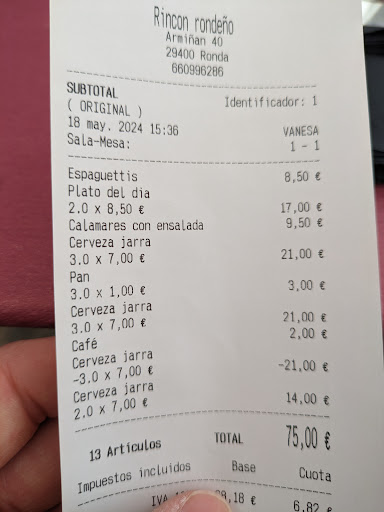 Rincon rondeño
Armiñan 40
29400 Ronda
660996286
SUBTOTAL
( ORIGINAL ) Identificador: 1
18 may. 2024 15:36 VANESA
Sala-Mesa: 1 - 1
Espaguettis 8,50 €
Plato del dia
2.0 x 8,50 € 17,00 €
Calamares con ensalada 9,50 €
Cerveza jarra
3.0 x 7,00 € 21,00 €
Pan
3.0 x 1,00 € 3,00 €
Cerveza jarra
3.0 x 7,00 € 21,00 €
Café 2,00 €
Cerveza jarra
-3.0 x 7,00 € -21,00 €
Cerveza jarra
2.0 x 7,00 € 14,00 €
13 Artículos TOTAL 75,00 €
Impuestos incluidos Base Cuota
IVA 8,18 € 6,82 €